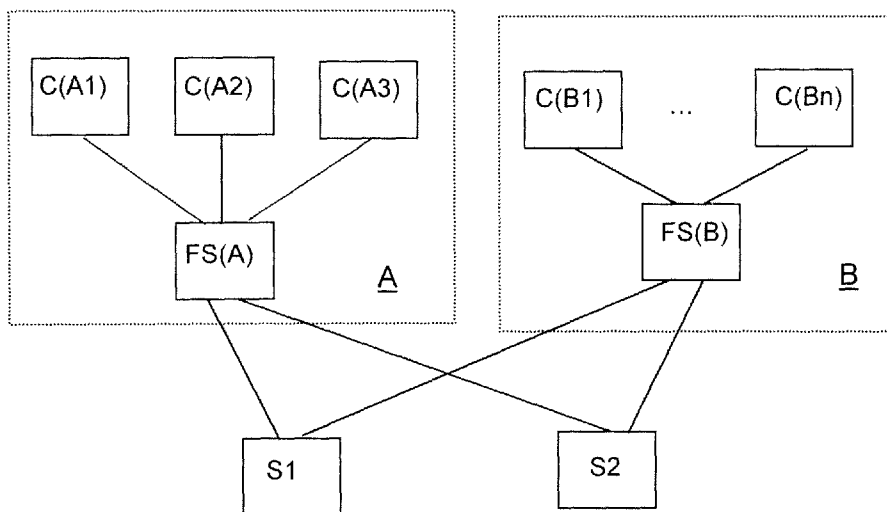 C(A1) C(A2) C(A3)
C(B1) ... C(Bn)
FS(A)
A
FS(B)
B
S1
S2